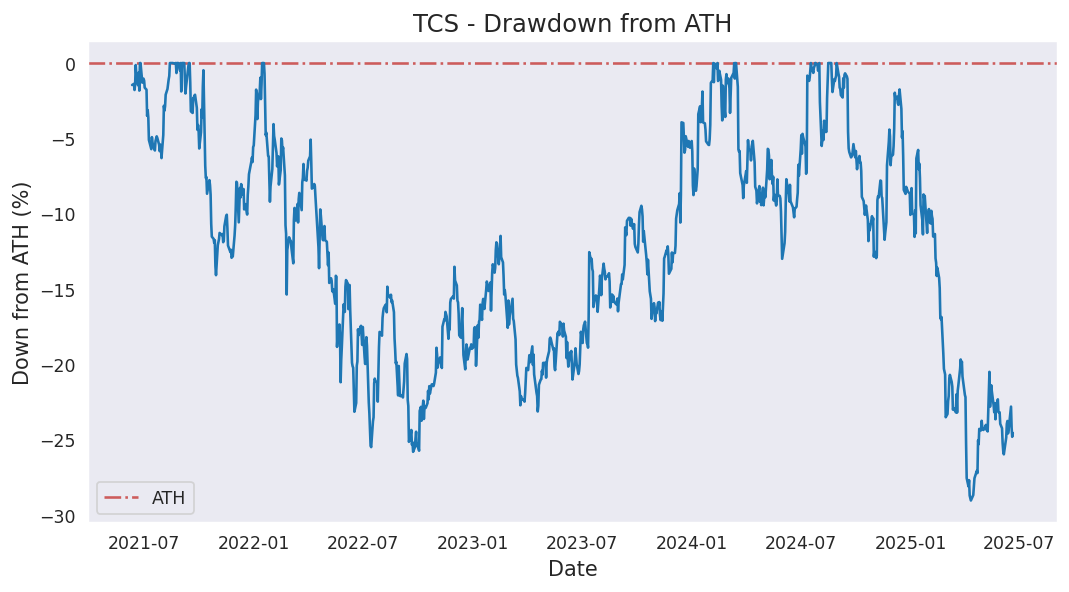 TCS - Drawdown from ATH
Down from ATH (%)
0
−5
−10
−15
−20
−25
−30
ATH
2021-07 2022-01 2022-07 2023-01 2023-07 2024-01 2024-07 2025-01 2025-07
Date